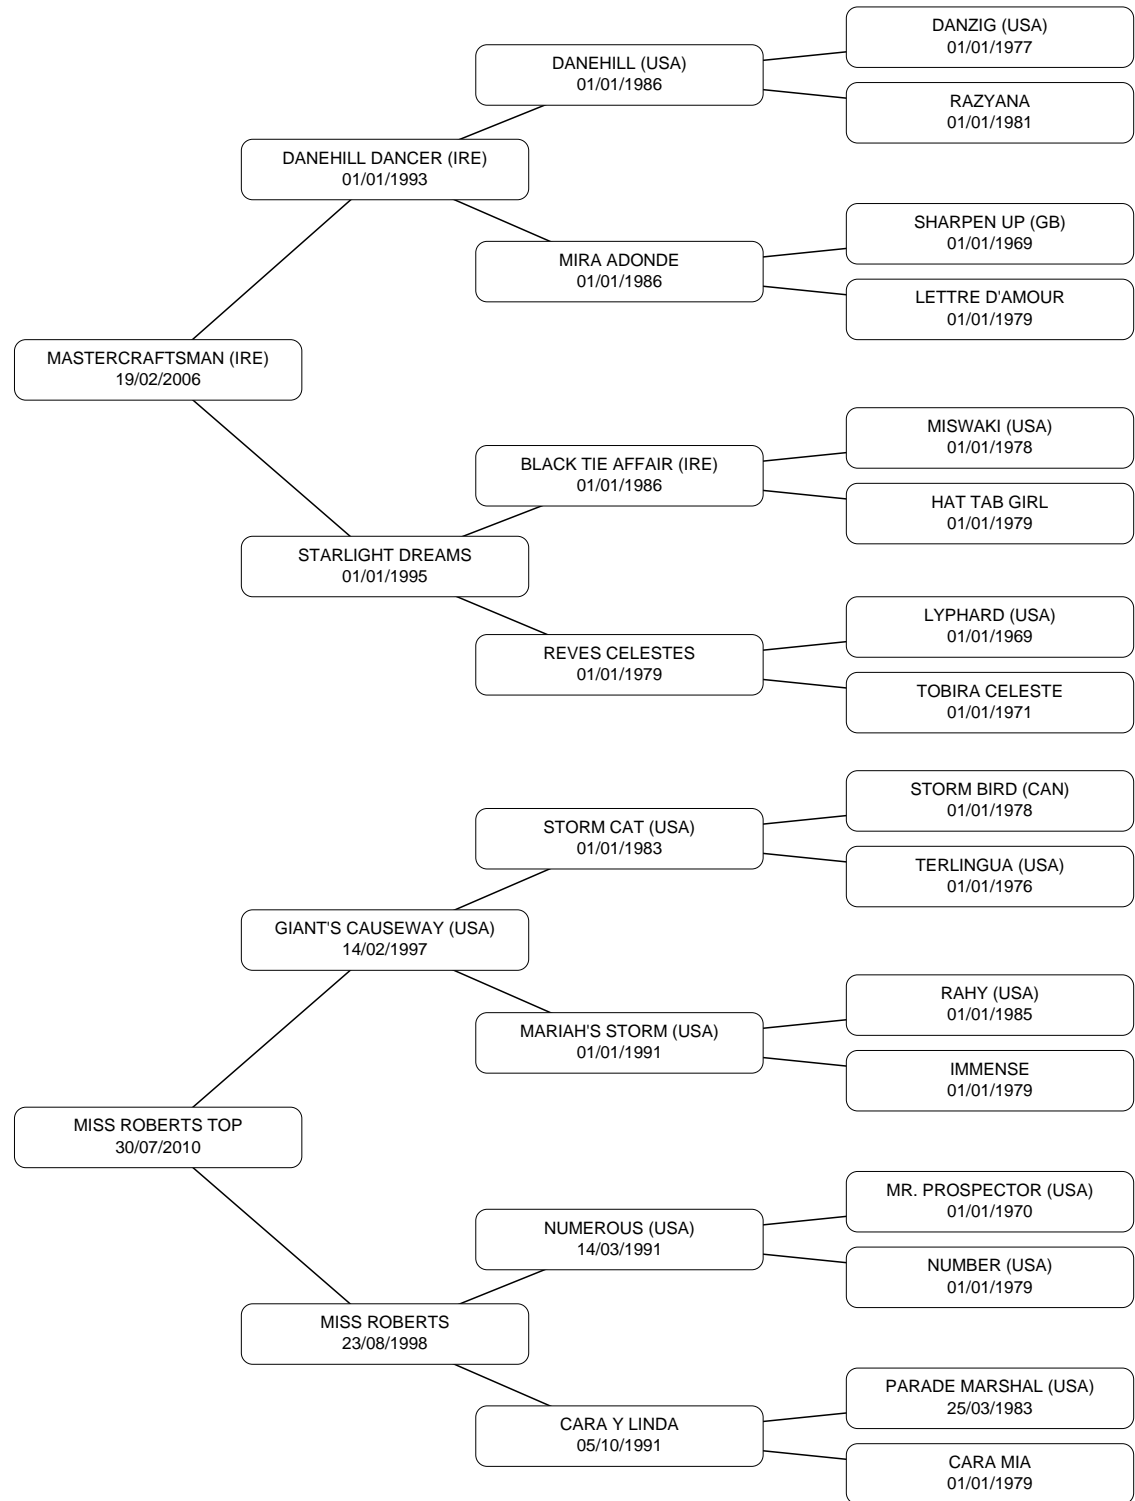 DANZIG (USA)
01/01/1977
DANEHILL (USA)
01/01/1986
RAZYANA
01/01/1981
DANEHILL DANCER (IRE)
01/01/1993
SHARPEN UP (GB)
01/01/1969
MIRA ADONDE
01/01/1986
LETTRE D'AMOUR
01/01/1979
MASTERCRAFTSMAN (IRE)
19/02/2006
MISWAKI (USA)
01/01/1978
BLACK TIE AFFAIR (IRE)
01/01/1986
HAT TAB GIRL
01/01/1979
STARLIGHT DREAMS
01/01/1995
LYPHARD (USA)
01/01/1969
REVES CELESTES
01/01/1979
TOBIRA CELESTE
01/01/1971
STORM BIRD (CAN)
01/01/1978
STORM CAT (USA)
01/01/1983
TERLINGUA (USA)
01/01/1976
GIANT'S CAUSEWAY (USA)
14/02/1997
RAHY (USA)
01/01/1985
MARIAH'S STORM (USA)
01/01/1991
IMMENSE
01/01/1979
MISS ROBERTS TOP
30/07/2010
MR. PROSPECTOR (USA)
01/01/1970
NUMEROUS (USA)
14/03/1991
NUMBER (USA)
01/01/1979
MISS ROBERTS
23/08/1998
PARADE MARSHAL (USA)
25/03/1983
CARA Y LINDA
05/10/1991
CARA MIA
01/01/1979